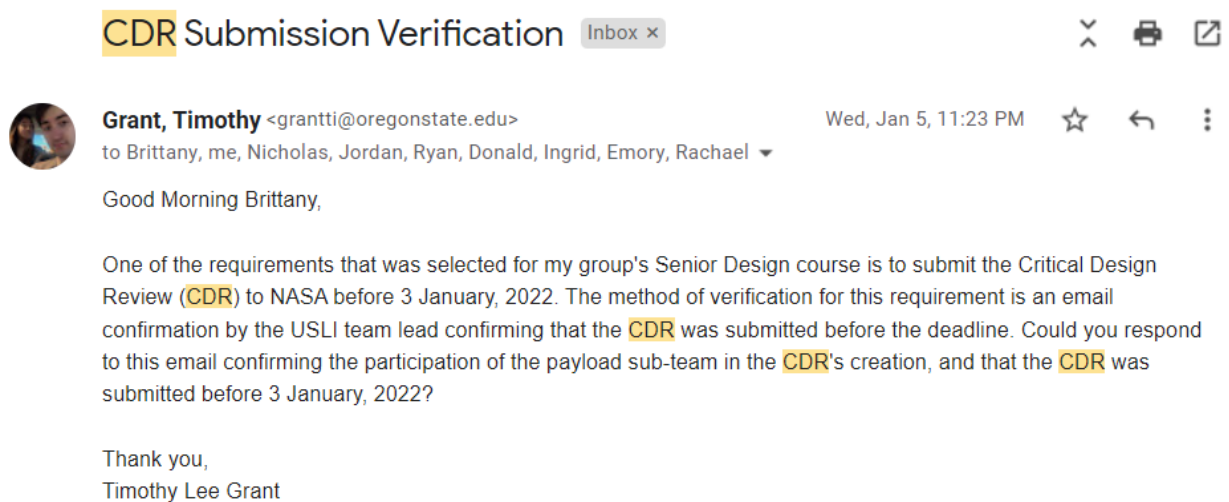 CDR Submission Verification Inbox ×
Grant, Timothy <grantti@oregonstate.edu> Wed, Jan 5, 11:23 PM
to Brittany, me, Nicholas, Jordan, Ryan, Donald, Ingrid, Emory, Rachael
Good Morning Brittany,
One of the requirements that was selected for my group's Senior Design course is to submit the Critical Design
Review (CDR) to NASA before 3 January, 2022. The method of verification for this requirement is an email
confirmation by the USLI team lead confirming that the CDR was submitted before the deadline. Could you respond
to this email confirming the participation of the payload sub-team in the CDR's creation, and that the CDR was
submitted before 3 January, 2022?
Thank you,
Timothy Lee Grant